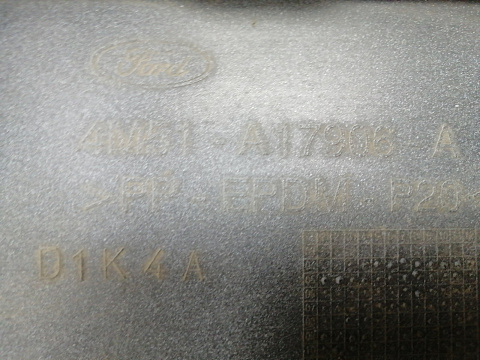 Ford
4M51-A17906 A
>PP-EPDM-P20<
D1K4A